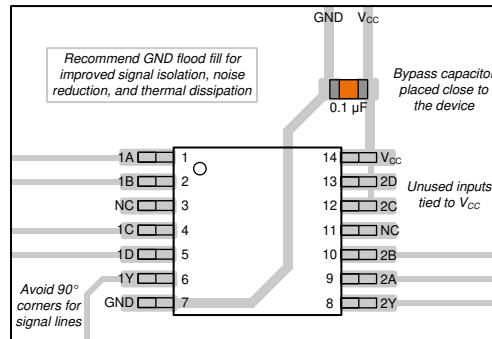 GND V_CC
Recommend GND flood fill for
improved signal isolation, noise
reduction, and thermal dissipation
Bypass capacitor
placed close to
the device
0.1 µF
1A 1 14 V_CC
1B 2 13 2D
NC 3 12 2C
Unused inputs
tied to V_CC
1C 4 11 NC
1D 5 10 2B
1Y 6 9 2A
GND 7 8 2Y
Avoid 90°
corners for
signal lines